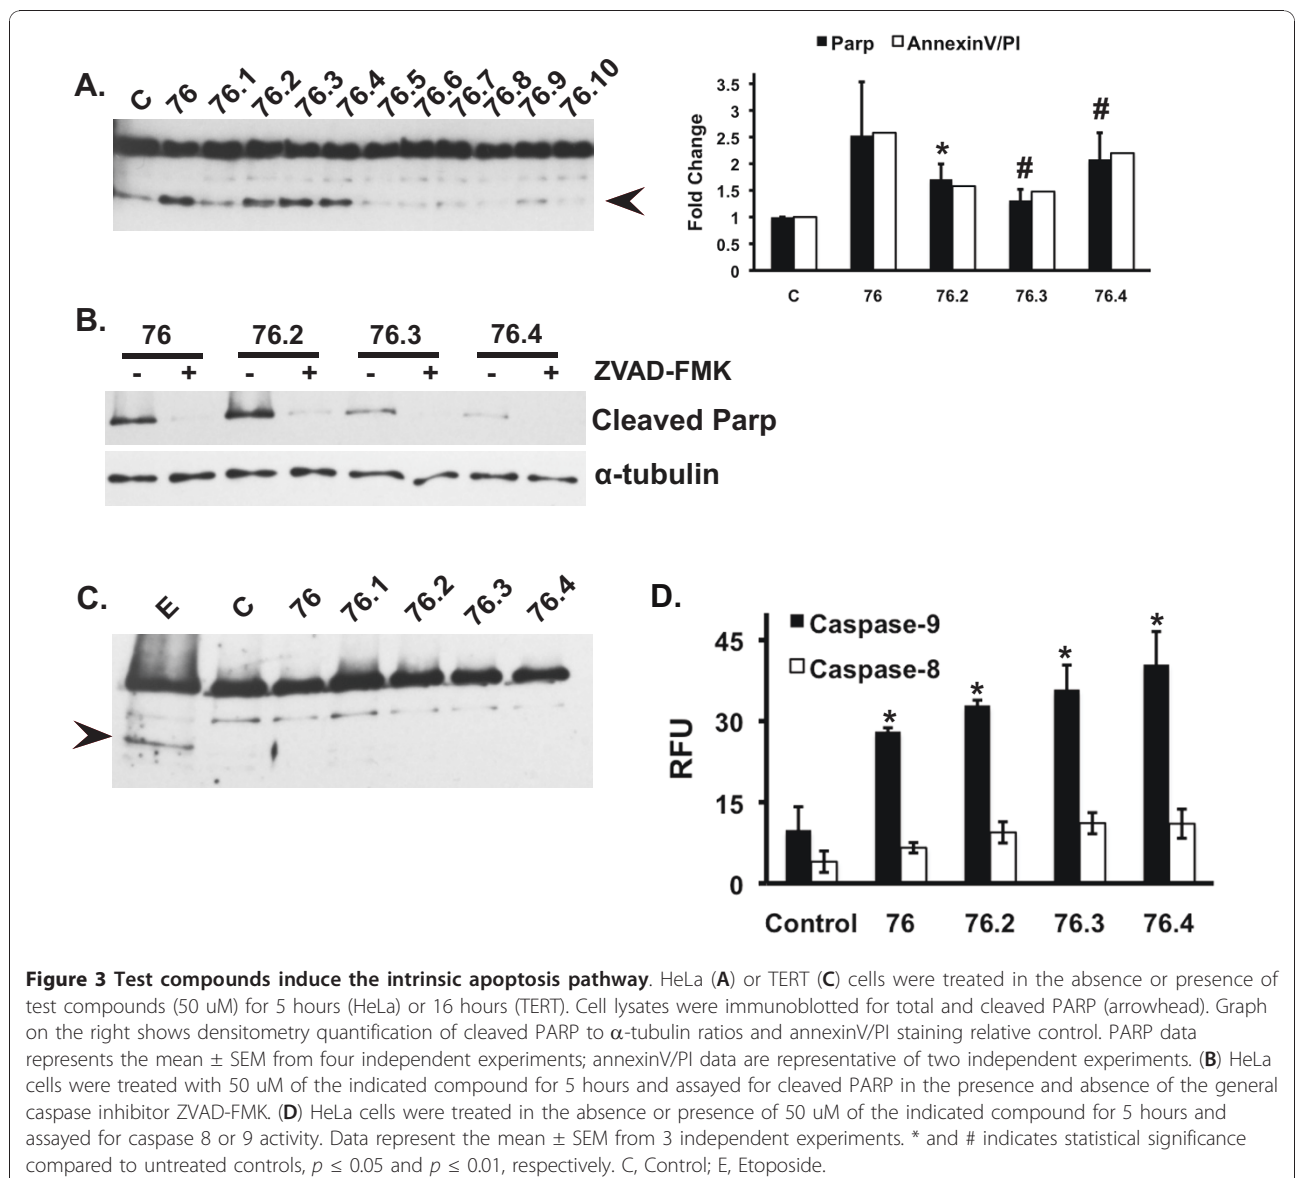 A.
C 76 76.1 76.2 76.3 76.4 76.5 76.6 76.7 76.8 76.9 76.10
Parp AnnexinV/PI
Fold Change
3.5
3
2.5
2
1.5
1
0.5
0
* # #
C 76 76.2 76.3 76.4
B.
76 76.2 76.3 76.4
- + - + - + - + ZVAD-FMK
Cleaved Parp
α-tubulin
C.
E C 76 76.1 76.2 76.3 76.4
D.
Caspase-9
Caspase-8
RFU
45
30
15
0
* * * *
Control 76 76.2 76.3 76.4
Figure 3 Test compounds induce the intrinsic apoptosis pathway. HeLa (A) or TERT (C) cells were treated in the absence or presence of
test compounds (50 uM) for 5 hours (HeLa) or 16 hours (TERT). Cell lysates were immunoblotted for total and cleaved PARP (arrowhead). Graph
on the right shows densitometry quantification of cleaved PARP to α-tubulin ratios and annexinV/PI staining relative control. PARP data
represents the mean ± SEM from four independent experiments; annexinV/PI data are representative of two independent experiments. (B) HeLa
cells were treated with 50 uM of the indicated compound for 5 hours and assayed for cleaved PARP in the presence and absence of the general
caspase inhibitor ZVAD-FMK. (D) HeLa cells were treated in the absence or presence of 50 uM of the indicated compound for 5 hours and
assayed for caspase 8 or 9 activity. Data represent the mean ± SEM from 3 independent experiments. * and # indicates statistical significance
compared to untreated controls, p ≤ 0.05 and p ≤ 0.01, respectively. C, Control; E, Etoposide.